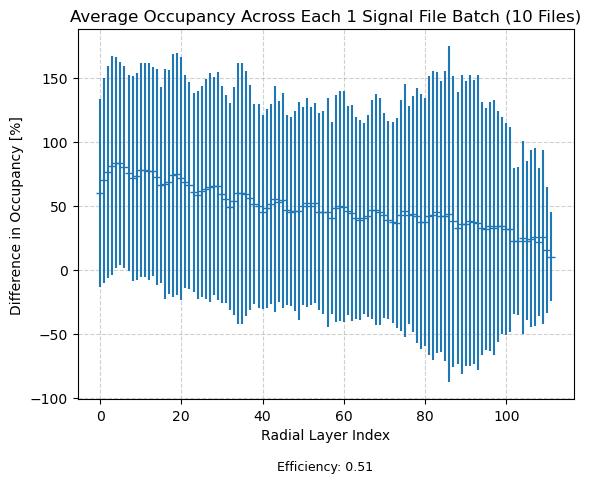 Average Occupancy Across Each 1 Signal File Batch (10 Files)
Difference in Occupancy [%]
150
100
50
0
−50
−100
0 20 40 60 80 100
Radial Layer Index
Efficiency: 0.51